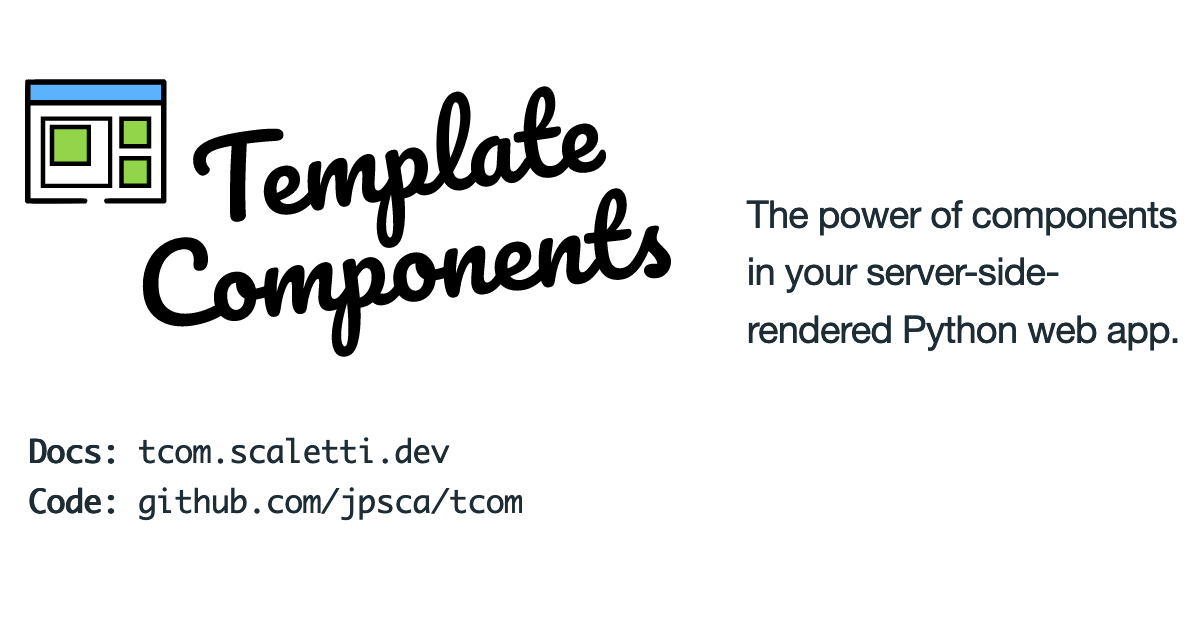 Template
Components
The power of components
in your server-side-
rendered Python web app.
Docs: tcom.scaletti.dev
Code: github.com/jpsca/tcom